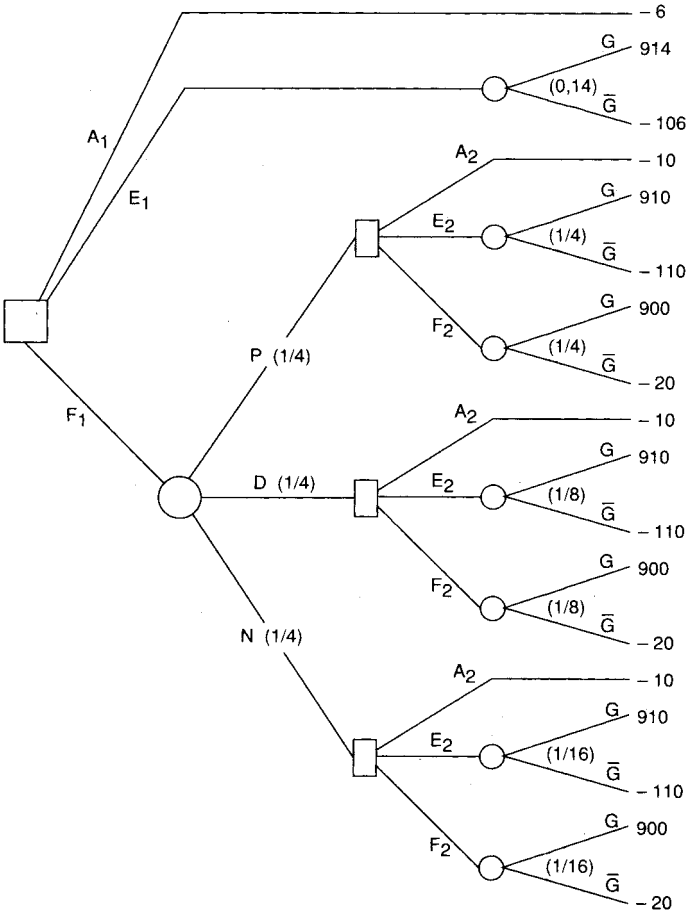 - 6
G 914
(0,14)
A1
G̅ - 106
A2 - 10
E1
G 910
E2 (1/4)
G̅ - 110
G 900
F2 (1/4)
P (1/4)
G̅ - 20
F1
A2 - 10
G 910
D (1/4) E2 (1/8)
G̅ - 110
G 900
F2 (1/8)
N (1/4)
G̅ - 20
A2 - 10
G 910
E2 (1/16)
G̅ - 110
G 900
F2 (1/16)
G̅ - 20